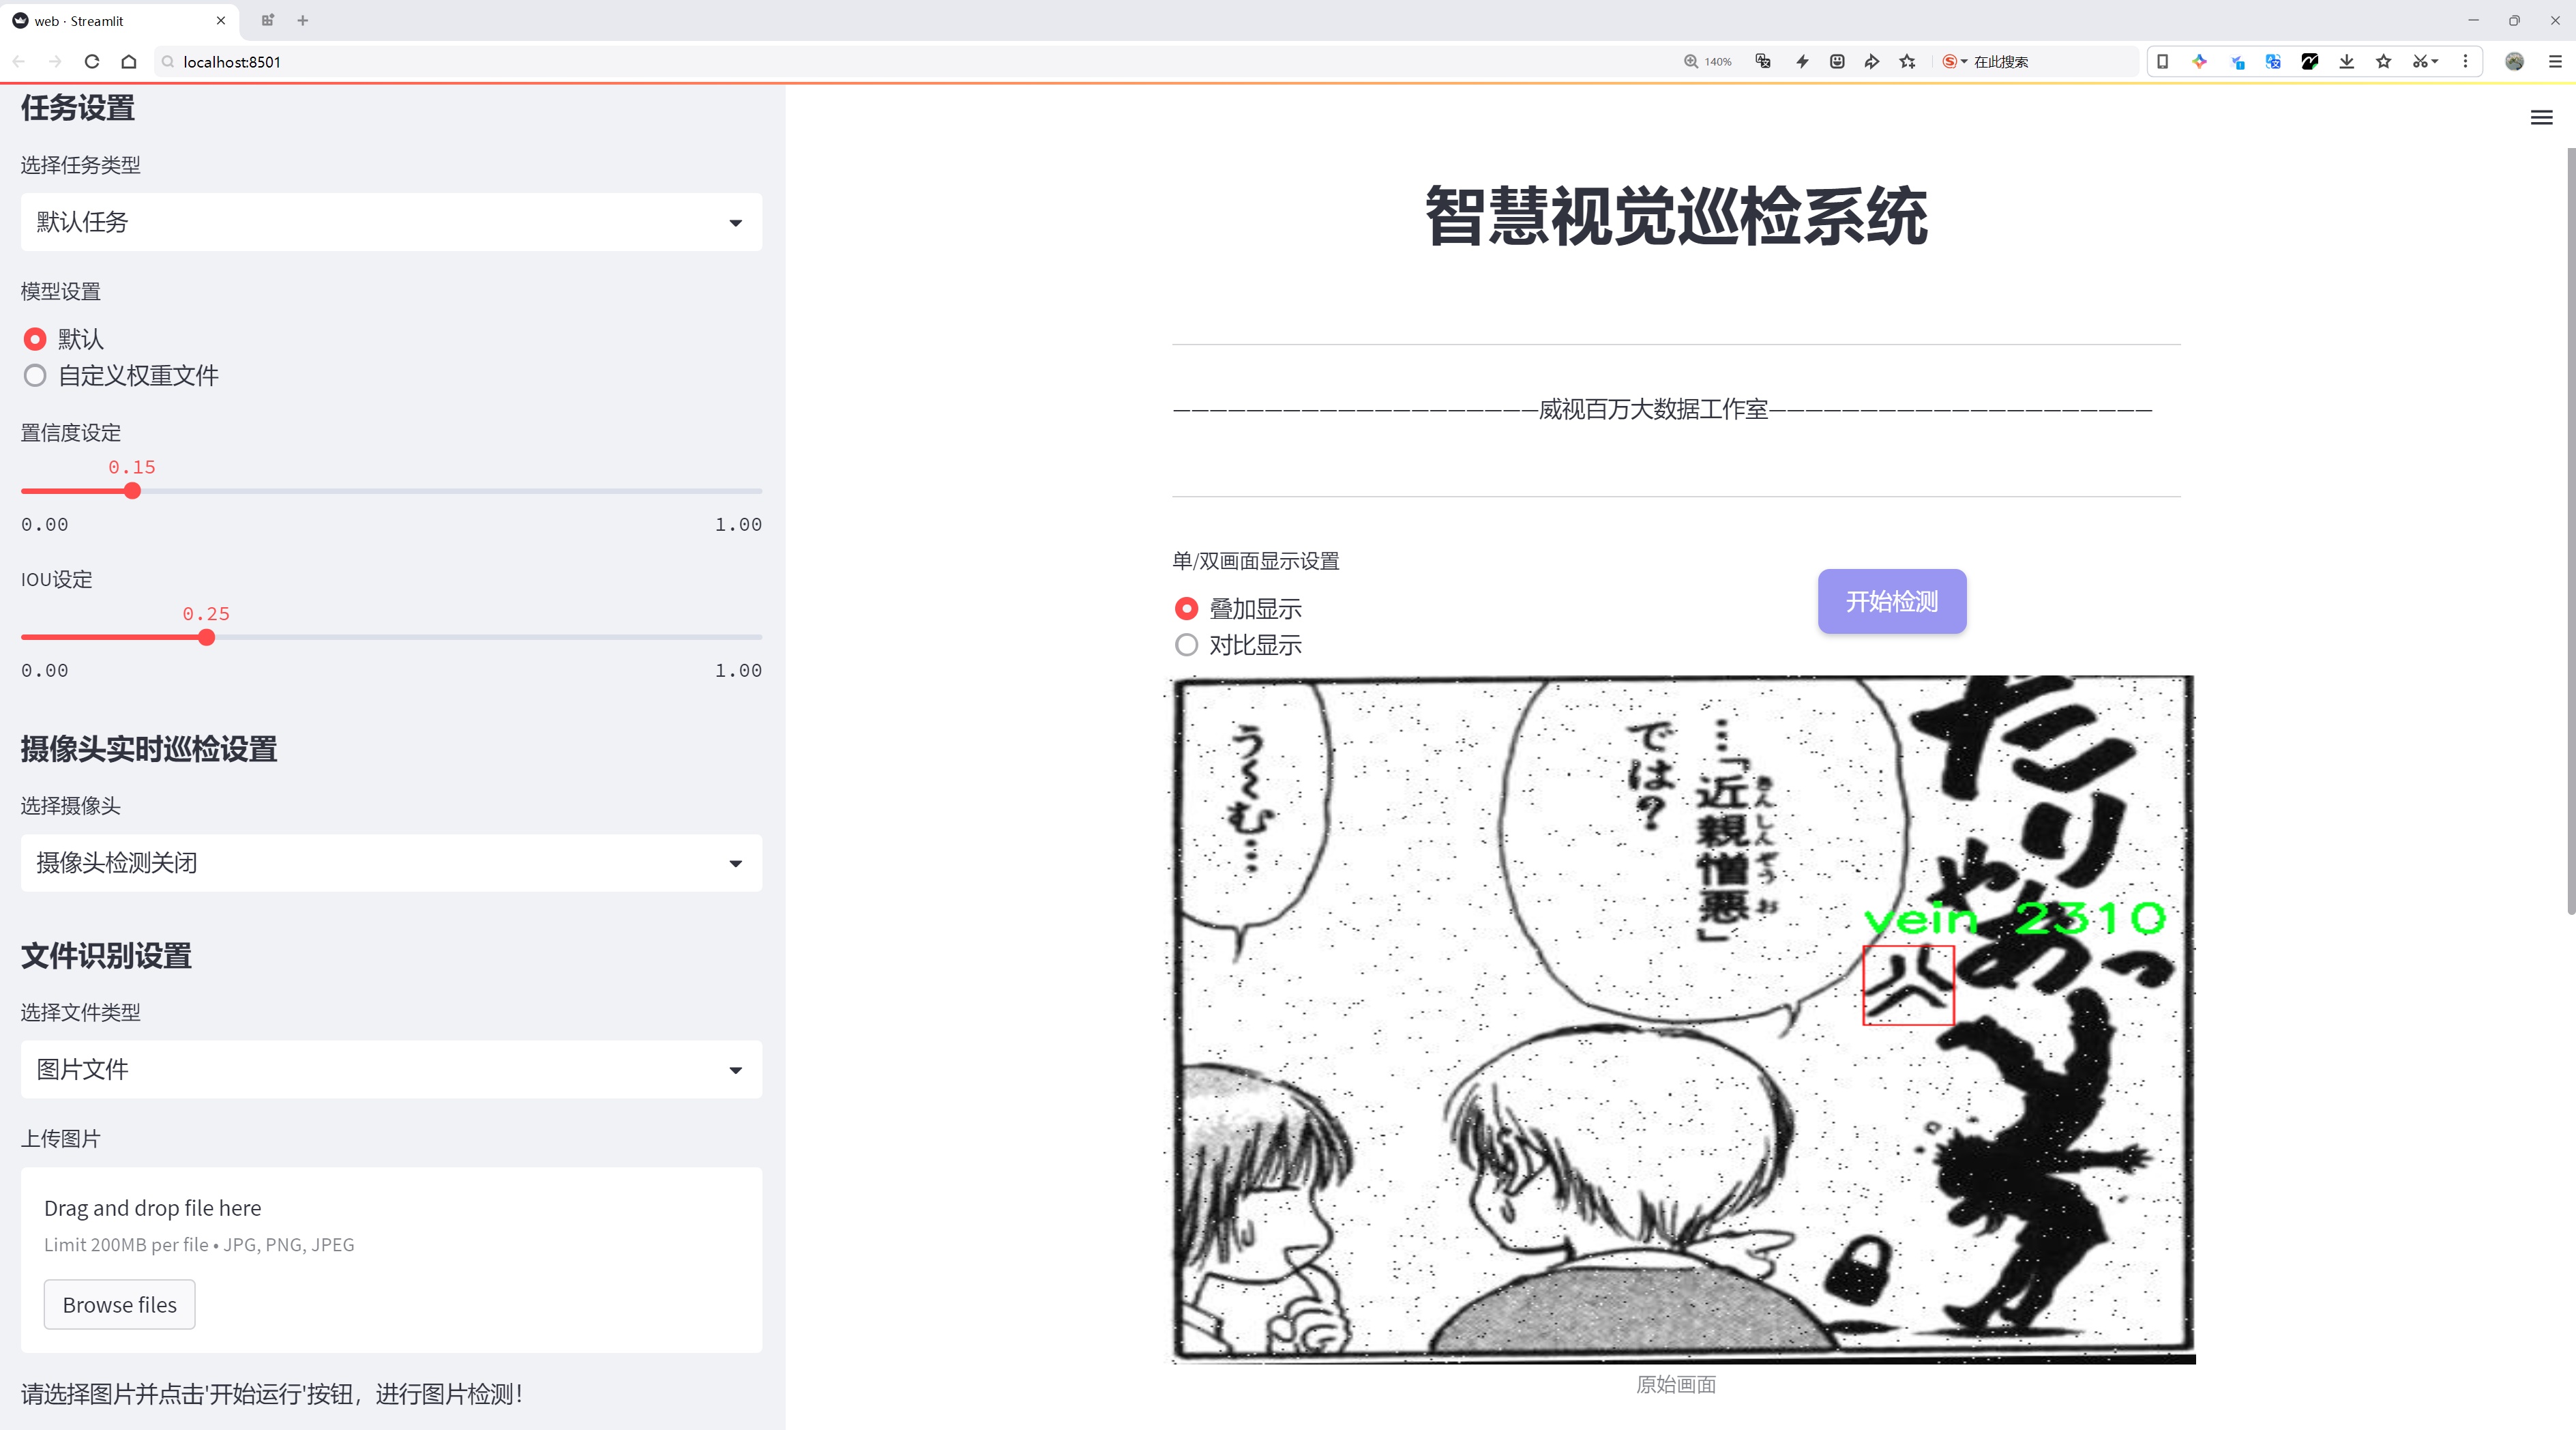 web · Streamlit
localhost:8501
140%
在此搜索
任务设置
选择任务类型
默认任务
模型设置
默认
自定义权重文件
置信度设定
0.15
0.00 1.00
IOU设定
0.25
0.00 1.00
摄像头实时巡检设置
选择摄像头
摄像头检测关闭
文件识别设置
选择文件类型
图片文件
上传图片
Drag and drop file here
Limit 200MB per file • JPG, PNG, JPEG
Browse files
请选择图片并点击'开始运行'按钮，进行图片检测！
智慧视觉巡检系统
—————————————————————威视百万大数据工作室——————————————————————
单/双画面显示设置
叠加显示
对比显示
开始检测
…「近親憎悪」
きんしんぞうお
では？
う〜む…
vein 2310
原始画面